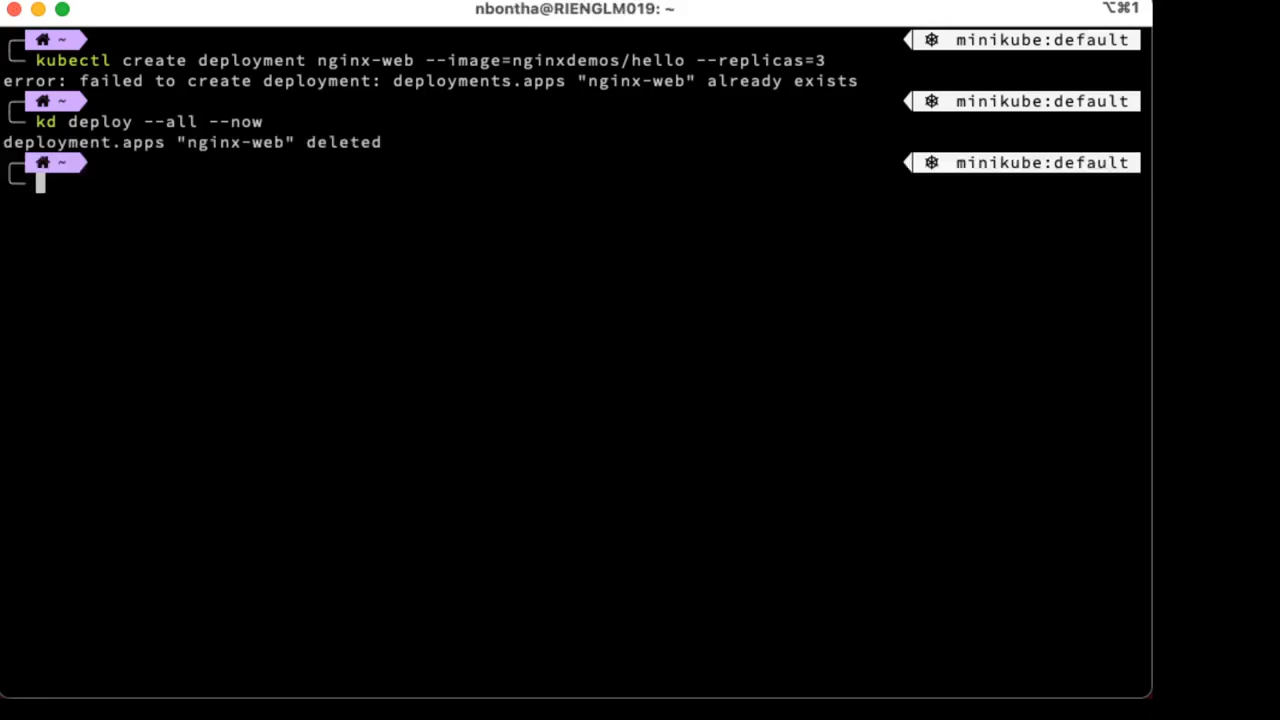 nbontha@RIENGLM019: ~ ⌥⌘1
~ minikube:default
kubectl create deployment nginx-web --image=nginxdemos/hello --replicas=3
error: failed to create deployment: deployments.apps "nginx-web" already exists
~ minikube:default
kd deploy --all --now
deployment.apps "nginx-web" deleted
~ minikube:default